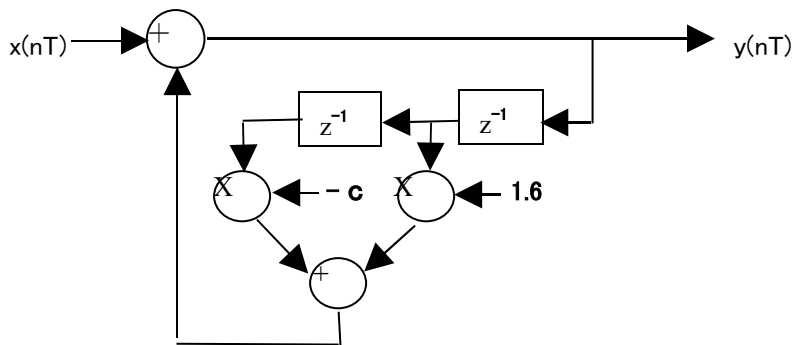 x(nT)
+
y(nT)
z⁻¹
z⁻¹
X
- c
X
1.6
+